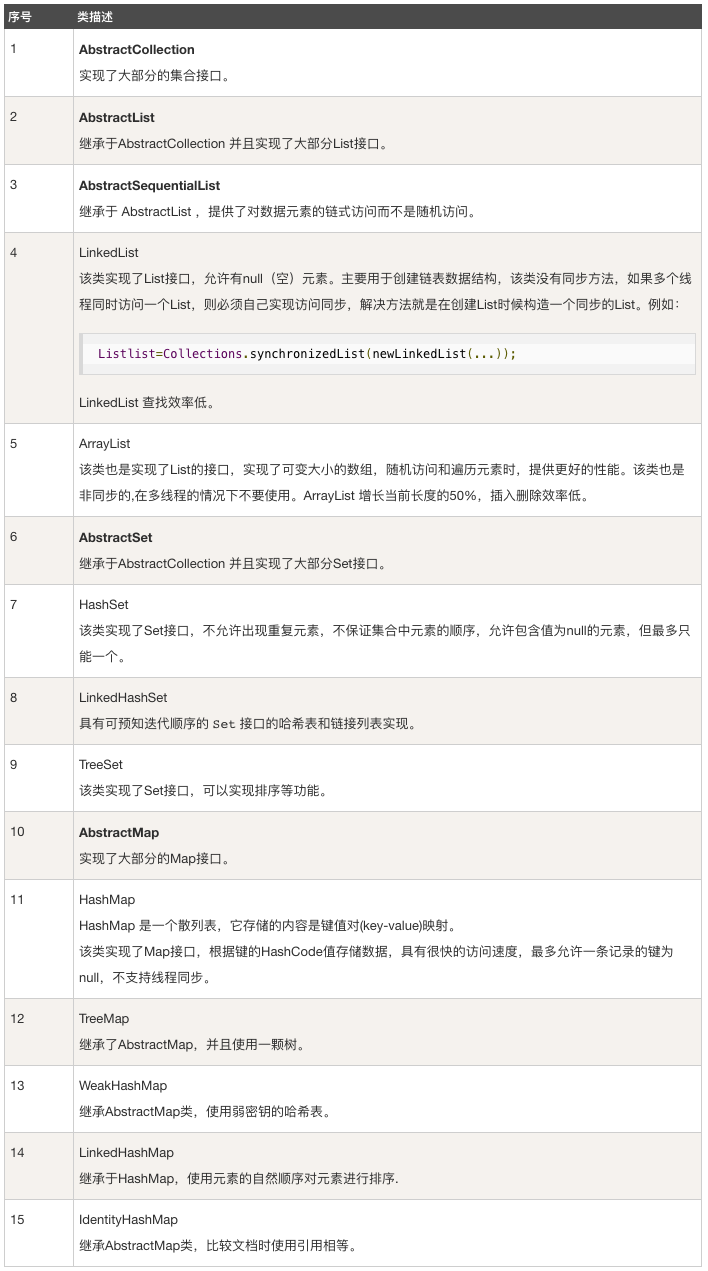 序号 类描述
1 AbstractCollection
实现了大部分的集合接口。
2 AbstractList
继承于AbstractCollection 并且实现了大部分List接口。
3 AbstractSequentialList
继承于 AbstractList ，提供了对数据元素的链式访问而不是随机访问。
4 LinkedList
该类实现了List接口，允许有null（空）元素。主要用于创建链表数据结构，该类没有同步方法，如果多个线
程同时访问一个List，则必须自己实现访问同步，解决方法就是在创建List时候构造一个同步的List。例如：
Listlist=Collections.synchronizedList(newLinkedList(...));
LinkedList 查找效率低。
5 ArrayList
该类也是实现了List的接口，实现了可变大小的数组，随机访问和遍历元素时，提供更好的性能。该类也是
非同步的,在多线程的情况下不要使用。ArrayList 增长当前长度的50%，插入删除效率低。
6 AbstractSet
继承于AbstractCollection 并且实现了大部分Set接口。
7 HashSet
该类实现了Set接口，不允许出现重复元素，不保证集合中元素的顺序，允许包含值为null的元素，但最多只
能一个。
8 LinkedHashSet
具有可预知迭代顺序的 Set 接口的哈希表和链接列表实现。
9 TreeSet
该类实现了Set接口，可以实现排序等功能。
10 AbstractMap
实现了大部分的Map接口。
11 HashMap
HashMap 是一个散列表，它存储的内容是键值对(key-value)映射。
该类实现了Map接口，根据键的HashCode值存储数据，具有很快的访问速度，最多允许一条记录的键为
null，不支持线程同步。
12 TreeMap
继承了AbstractMap，并且使用一颗树。
13 WeakHashMap
继承AbstractMap类，使用弱密钥的哈希表。
14 LinkedHashMap
继承于HashMap，使用元素的自然顺序对元素进行排序.
15 IdentityHashMap
继承AbstractMap类，比较文档时使用引用相等。